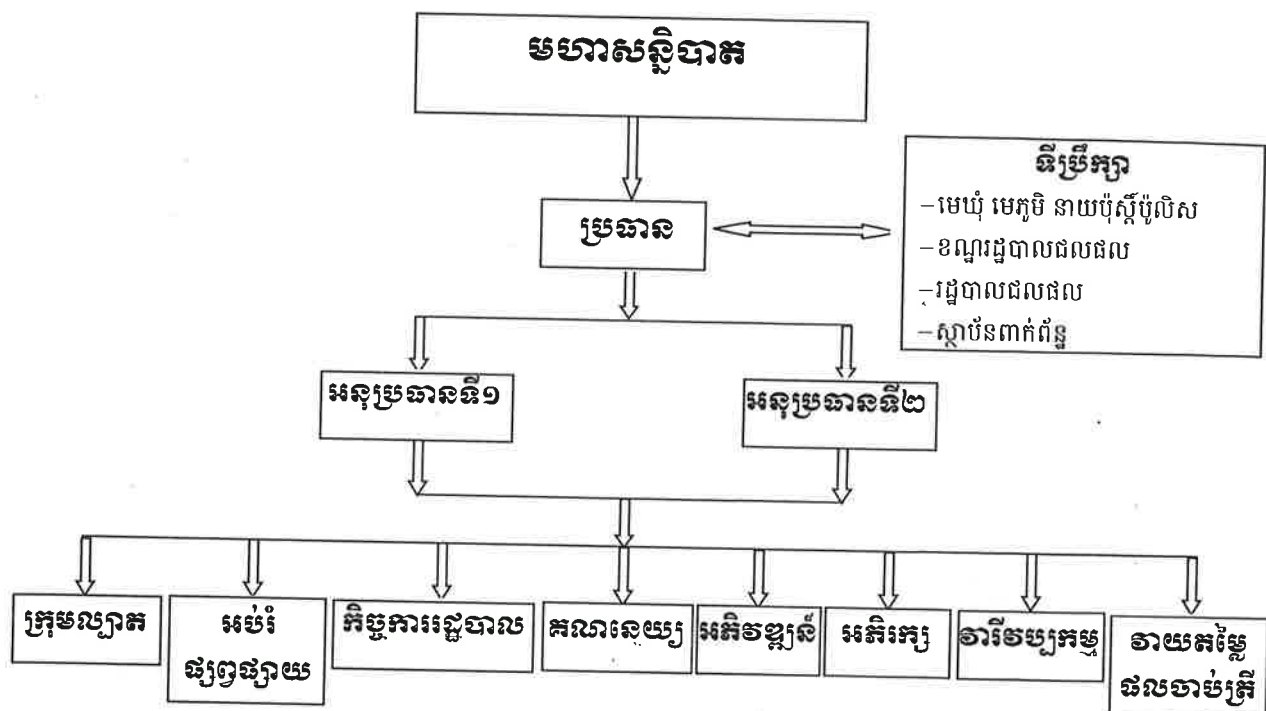 មហាសន្និបាត
ទីប្រឹក្សា
–មេឃុំ មេភូមិ នាយប៉ុស្តិ៍ប៉ូលិស
–ខណ្ឌរដ្ឋបាលជលផល
–រដ្ឋបាលជលផល
–ស្ថាប័នពាក់ព័ន្ធ
ប្រធាន
អនុប្រធានទី១
អនុប្រធានទី២
ក្រុមល្បាត
អប់រំ
ផ្សព្វផ្សាយ
កិច្ចការរដ្ឋបាល
គណនេយ្យ
អភិវឌ្ឍន៍
អភិរក្ស
វារីវប្បកម្ម
វាយតម្លៃ
ផលចាប់ត្រី